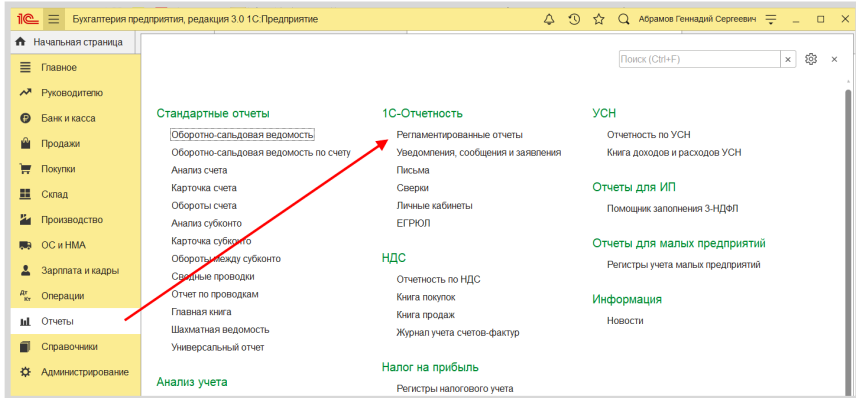 1С Бухгалтерия предприятия, редакция 3.0 1С:Предприятие Абрамов Геннадий Сергеевич
Начальная страница
Поиск (Ctrl+F)
Главное
Руководителю
Банк и касса
Продажи
Покупки
Склад
Производство
ОС и НМА
Зарплата и кадры
Дт Кт Операции
Отчеты
Справочники
Администрирование
Стандартные отчеты
Оборотно-сальдовая ведомость
Оборотно-сальдовая ведомость по счету
Анализ счета
Карточка счета
Обороты счета
Анализ субконто
Карточка субконто
Обороты между субконто
Сводные проводки
Отчет по проводкам
Главная книга
Шахматная ведомость
Универсальный отчет
Анализ учета
1С-Отчетность
Регламентированные отчеты
Уведомления, сообщения и заявления
Письма
Сверки
Личные кабинеты
ЕГРЮЛ
НДС
Отчетность по НДС
Книга покупок
Книга продаж
Журнал учета счетов-фактур
Налог на прибыль
Регистры налогового учета
УСН
Отчетность по УСН
Книга доходов и расходов УСН
Отчеты для ИП
Помощник заполнения 3-НДФЛ
Отчеты для малых предприятий
Регистры учета малых предприятий
Информация
Новости